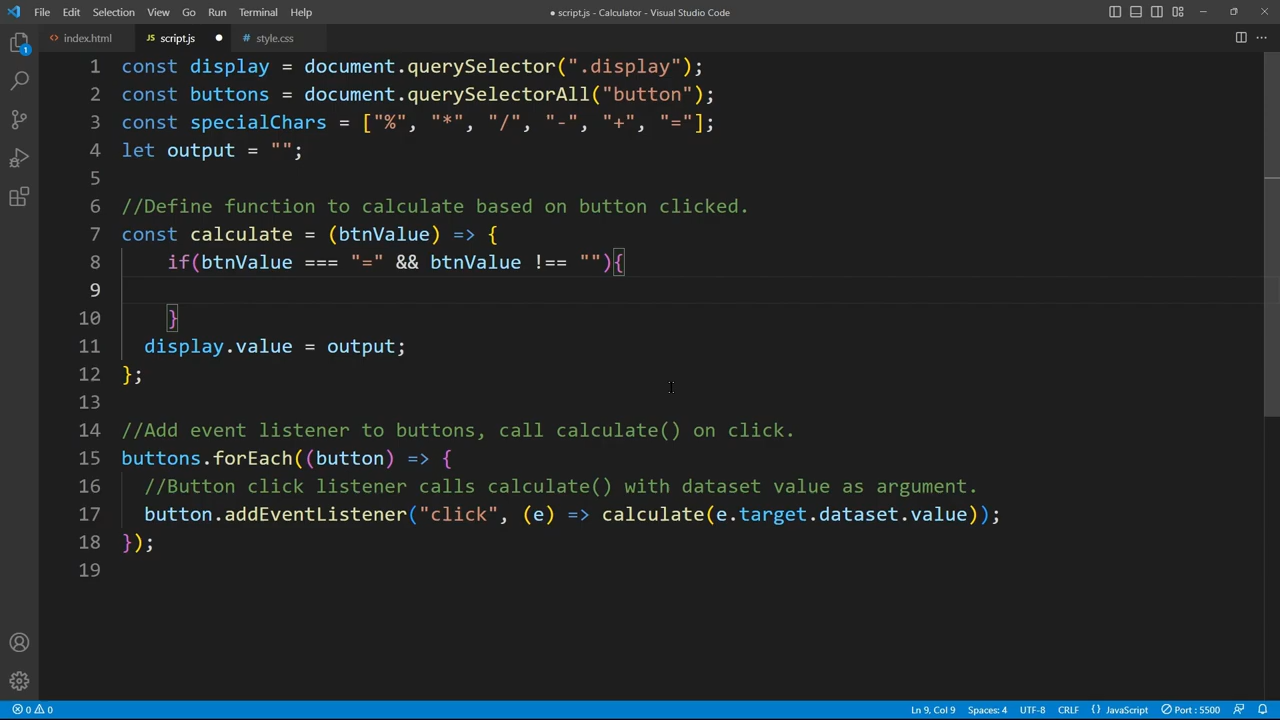 File Edit Selection View Go Run Terminal Help
● script.js - Calculator - Visual Studio Code
<> index.html
JS script.js ●
# style.css
1
1 const display = document.querySelector(".display");
2 const buttons = document.querySelectorAll("button");
3 const specialChars = ["%", "*", "/", "-", "+", "="];
4 let output = "";
5
6 //Define function to calculate based on button clicked.
7 const calculate = (btnValue) => {
8 if(btnValue === "=" && btnValue !== ""){
9
10 }
11 display.value = output;
12 };
13
14 //Add event listener to buttons, call calculate() on click.
15 buttons.forEach((button) => {
16 //Button click listener calls calculate() with dataset value as argument.
17 button.addEventListener("click", (e) => calculate(e.target.dataset.value));
18 });
19
0 0 Ln 9, Col 9 Spaces: 4 UTF-8 CRLF {} JavaScript Port : 5500